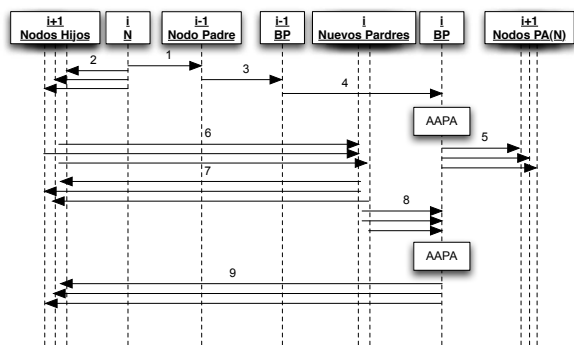 i+1
Nodos Hijos
i
N
i-1
Nodo Padre
i-1
BP
i
Nuevos Pardres
i
BP
i+1
Nodos PA(N)
1
2
3
4
AAPA
5
6
7
8
AAPA
9